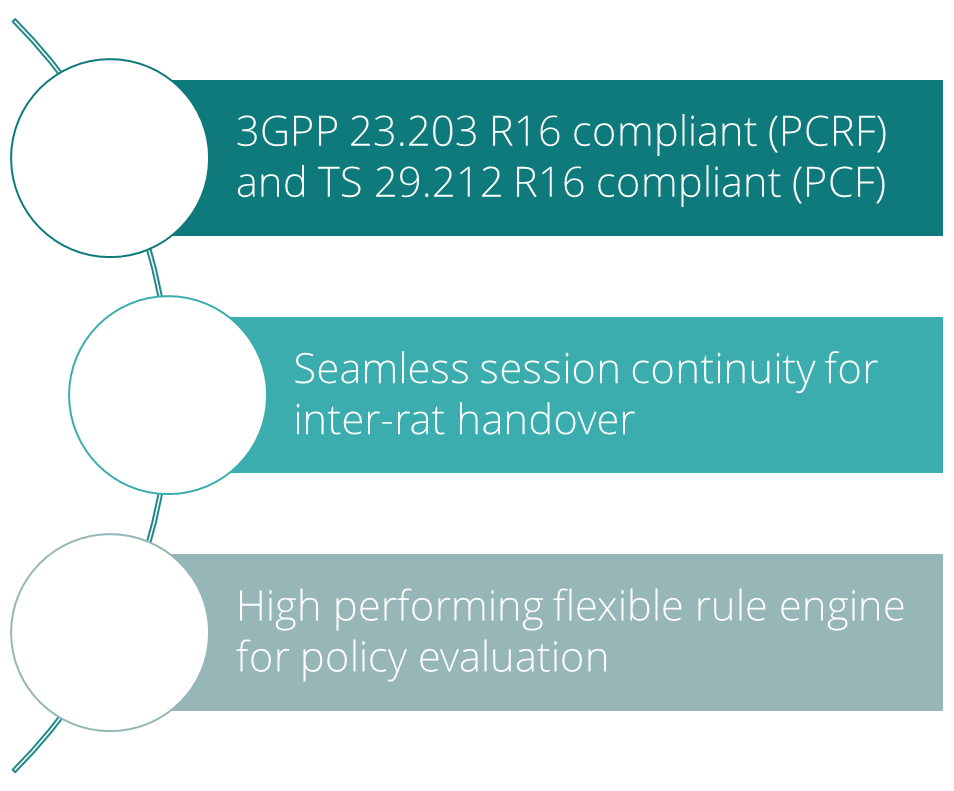 3GPP 23.203 R16 compliant (PCRF)
and TS 29.212 R16 compliant (PCF)
Seamless session continuity for
inter-rat handover
High performing flexible rule engine
for policy evaluation